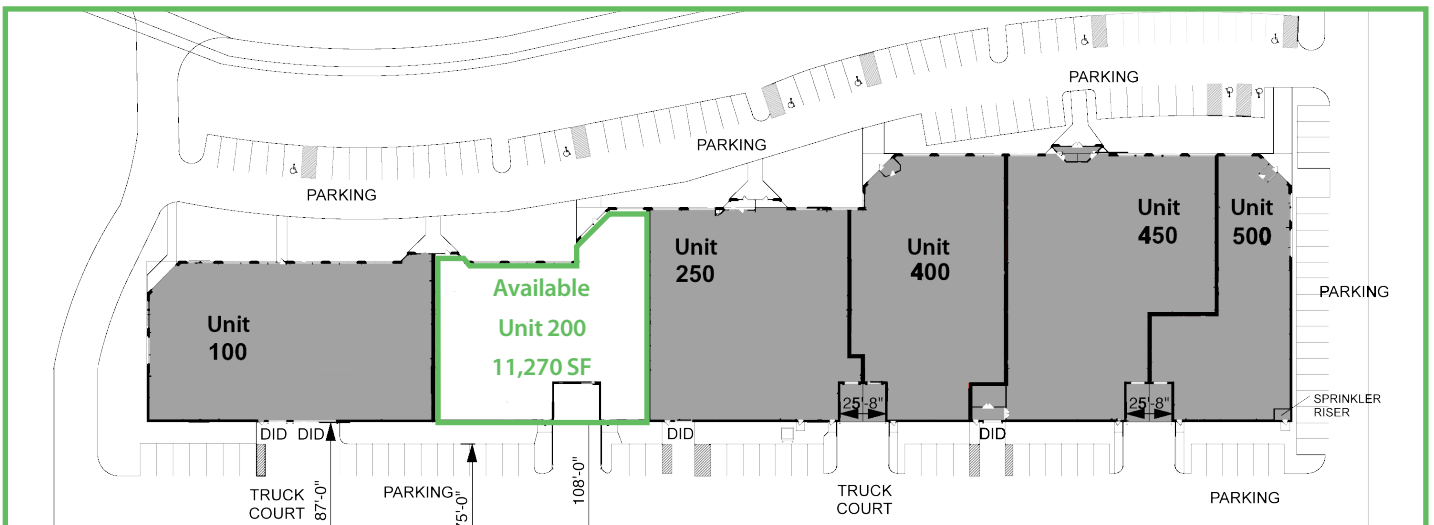 PARKING
PARKING
PARKING
Unit
450
Unit
500
Unit
250
Unit
400
Available
Unit 200
11,270 SF
Unit
100
PARKING
25'-8"
25'-8"
SPRINKLER
RISER
DID
DID
DID
DID
TRUCK
COURT
87'-0"
PARKING
108'-0"
TRUCK
COURT
PARKING